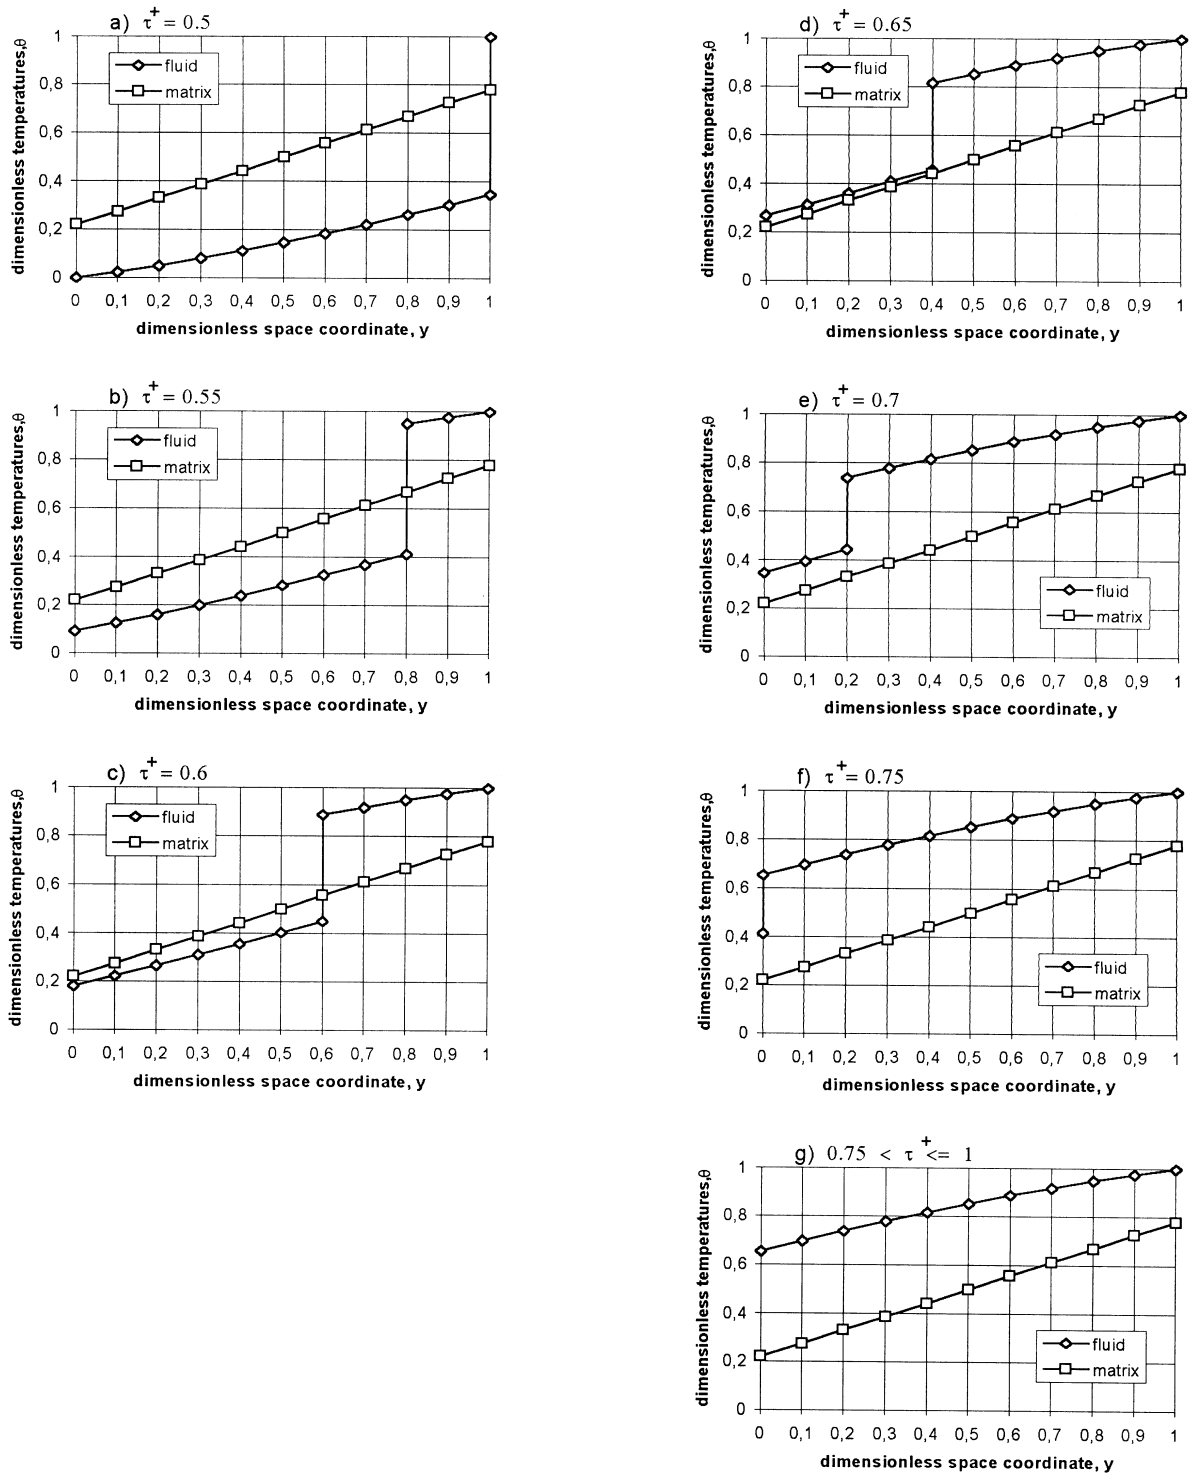 a) τ+ = 0.5
dimensionless temperatures,θ
1
0,8
0,6
0,4
0,2
0
fluid
matrix
0 0,1 0,2 0,3 0,4 0,5 0,6 0,7 0,8 0,9 1
dimensionless space coordinate, y
b) τ+ = 0.55
dimensionless temperatures,θ
1
0,8
0,6
0,4
0,2
0
fluid
matrix
0 0,1 0,2 0,3 0,4 0,5 0,6 0,7 0,8 0,9 1
dimensionless space coordinate, y
c) τ+ = 0.6
dimensionless temperatures,θ
1
0,8
0,6
0,4
0,2
0
fluid
matrix
0 0,1 0,2 0,3 0,4 0,5 0,6 0,7 0,8 0,9 1
dimensionless space coordinate, y
d) τ+ = 0.65
dimensionless temperatures,θ
1
0,8
0,6
0,4
0,2
0
fluid
matrix
0 0,1 0,2 0,3 0,4 0,5 0,6 0,7 0,8 0,9 1
dimensionless space coordinate, y
e) τ+ = 0.7
dimensionless temperatures,θ
1
0,8
0,6
0,4
0,2
0
fluid
matrix
0 0,1 0,2 0,3 0,4 0,5 0,6 0,7 0,8 0,9 1
dimensionless space coordinate, y
f) τ+ = 0.75
dimensionless temperatures,θ
1
0,8
0,6
0,4
0,2
0
fluid
matrix
0 0,1 0,2 0,3 0,4 0,5 0,6 0,7 0,8 0,9 1
dimensionless space coordinate, y
g) 0.75 < τ+ <= 1
dimensionless temperatures,θ
1
0,8
0,6
0,4
0,2
0
fluid
matrix
0 0,1 0,2 0,3 0,4 0,5 0,6 0,7 0,8 0,9 1
dimensionless space coordinate, y